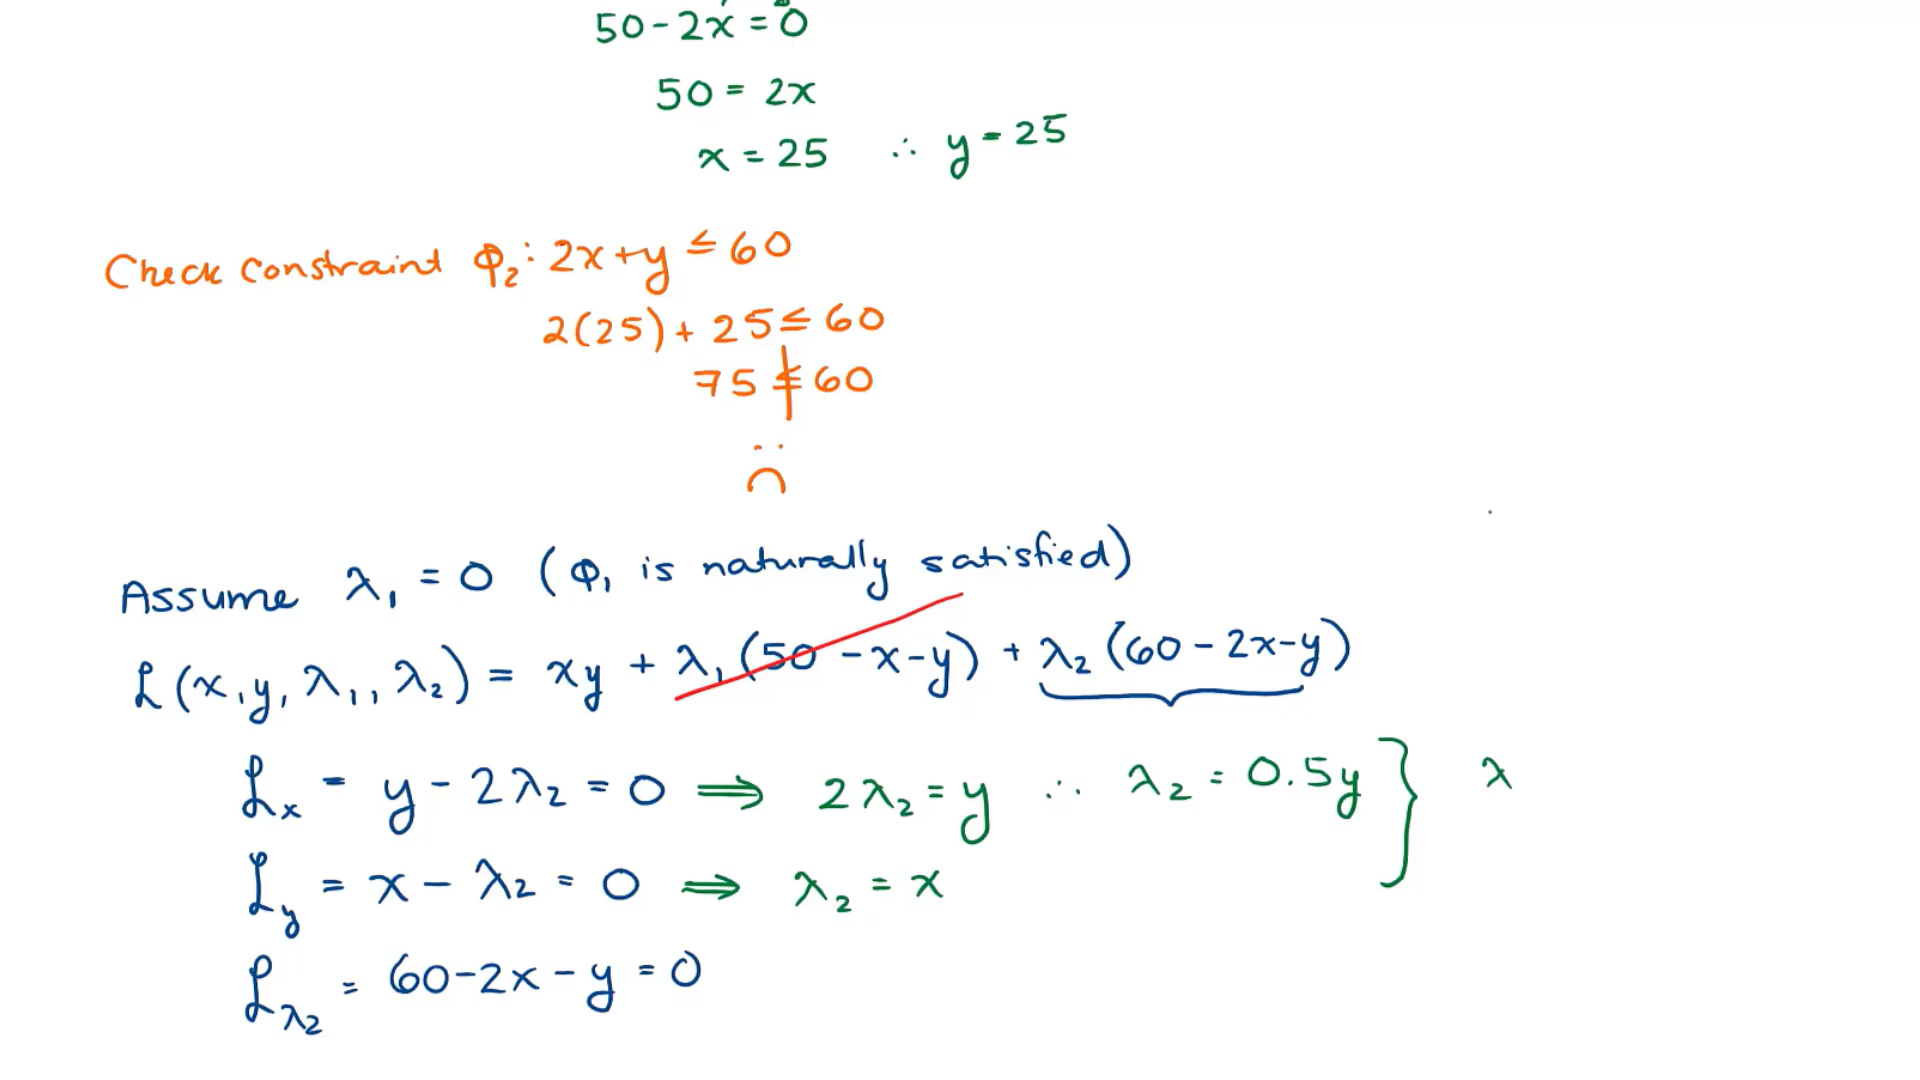 50 - 2x = 0
50 = 2x
x = 25 ∴ y = 25
Check constraint φ₂: 2x + y ≤ 60
2(25) + 25 ≤ 60
75 ≰ 60
Assume λ₁ = 0 (φ₁ is naturally satisfied)
ℒ(x, y, λ₁, λ₂) = xy + λ₁(50 - x - y) + λ₂(60 - 2x - y)
ℒₓ = y - 2λ₂ = 0 ⟹ 2λ₂ = y ∴ λ₂ = 0.5y } λ
ℒ_y = x - λ₂ = 0 ⟹ λ₂ = x
ℒ_λ₂ = 60 - 2x - y = 0